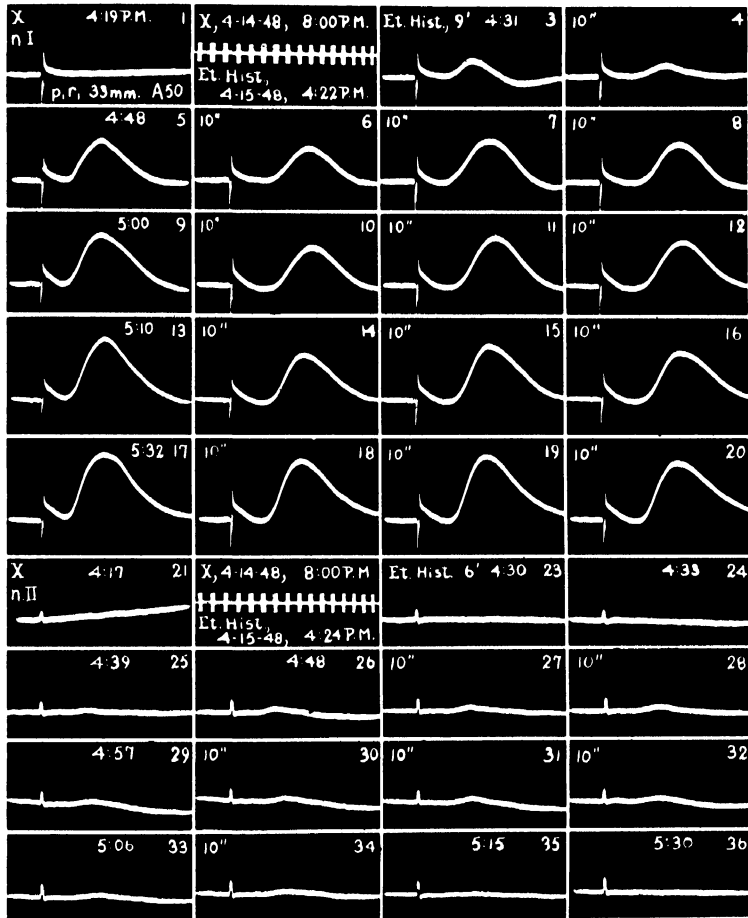 X 4:19 P.M. 1
n I
p.r. 33mm. A50
X, 4-14-48, 8:00 P.M.
Et. Hist.,
4-15-48, 4:22 P.M.
Et. Hist., 9' 4:31 3
10" 4
4:48 5
10" 6
10" 7
10" 8
5:00 9
10" 10
10" 11
10" 12
5:10 13
10" 14
10" 15
10" 16
5:32 17
10" 18
10" 19
10" 20
X 4:17 21
n.II
X, 4-14-48, 8:00 P.M
Et. Hist.,
4-15-48, 4:24 P.M.
Et. Hist. 6' 4:30 23
4:33 24
4:39 25
4:48 26
10" 27
10" 28
4:57 29
10" 30
10" 31
10" 32
5:06 33
10" 34
5:15 35
5:30 36